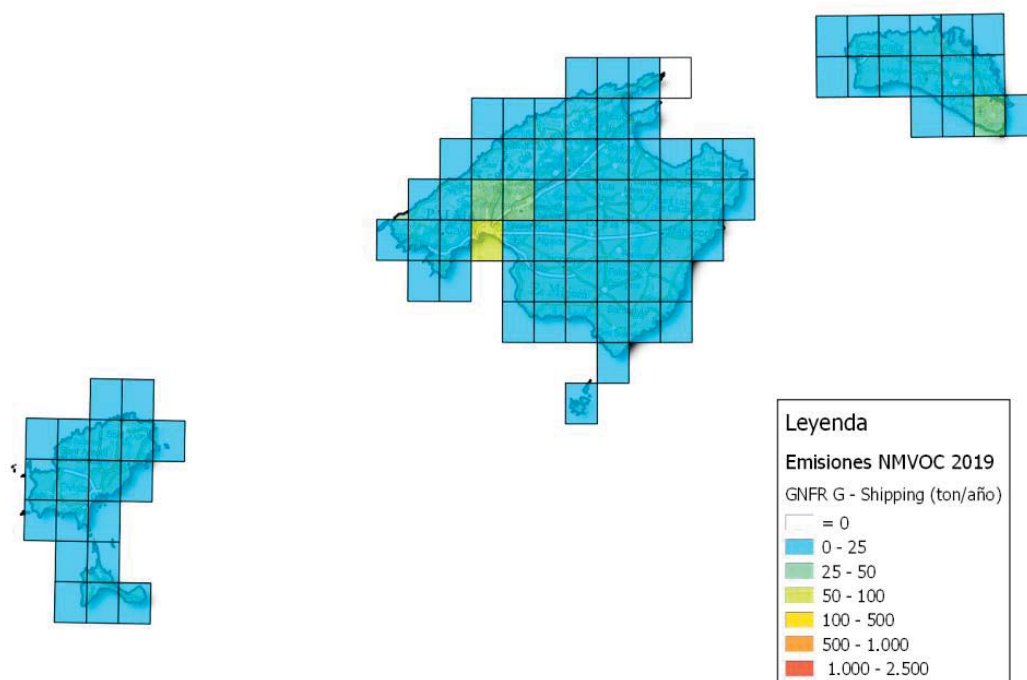 Leyenda
Emisiones NMVOC 2019
GNFR G - Shipping (ton/año)
= 0
0 - 25
25 - 50
50 - 100
100 - 500
500 - 1.000
1.000 - 2.500